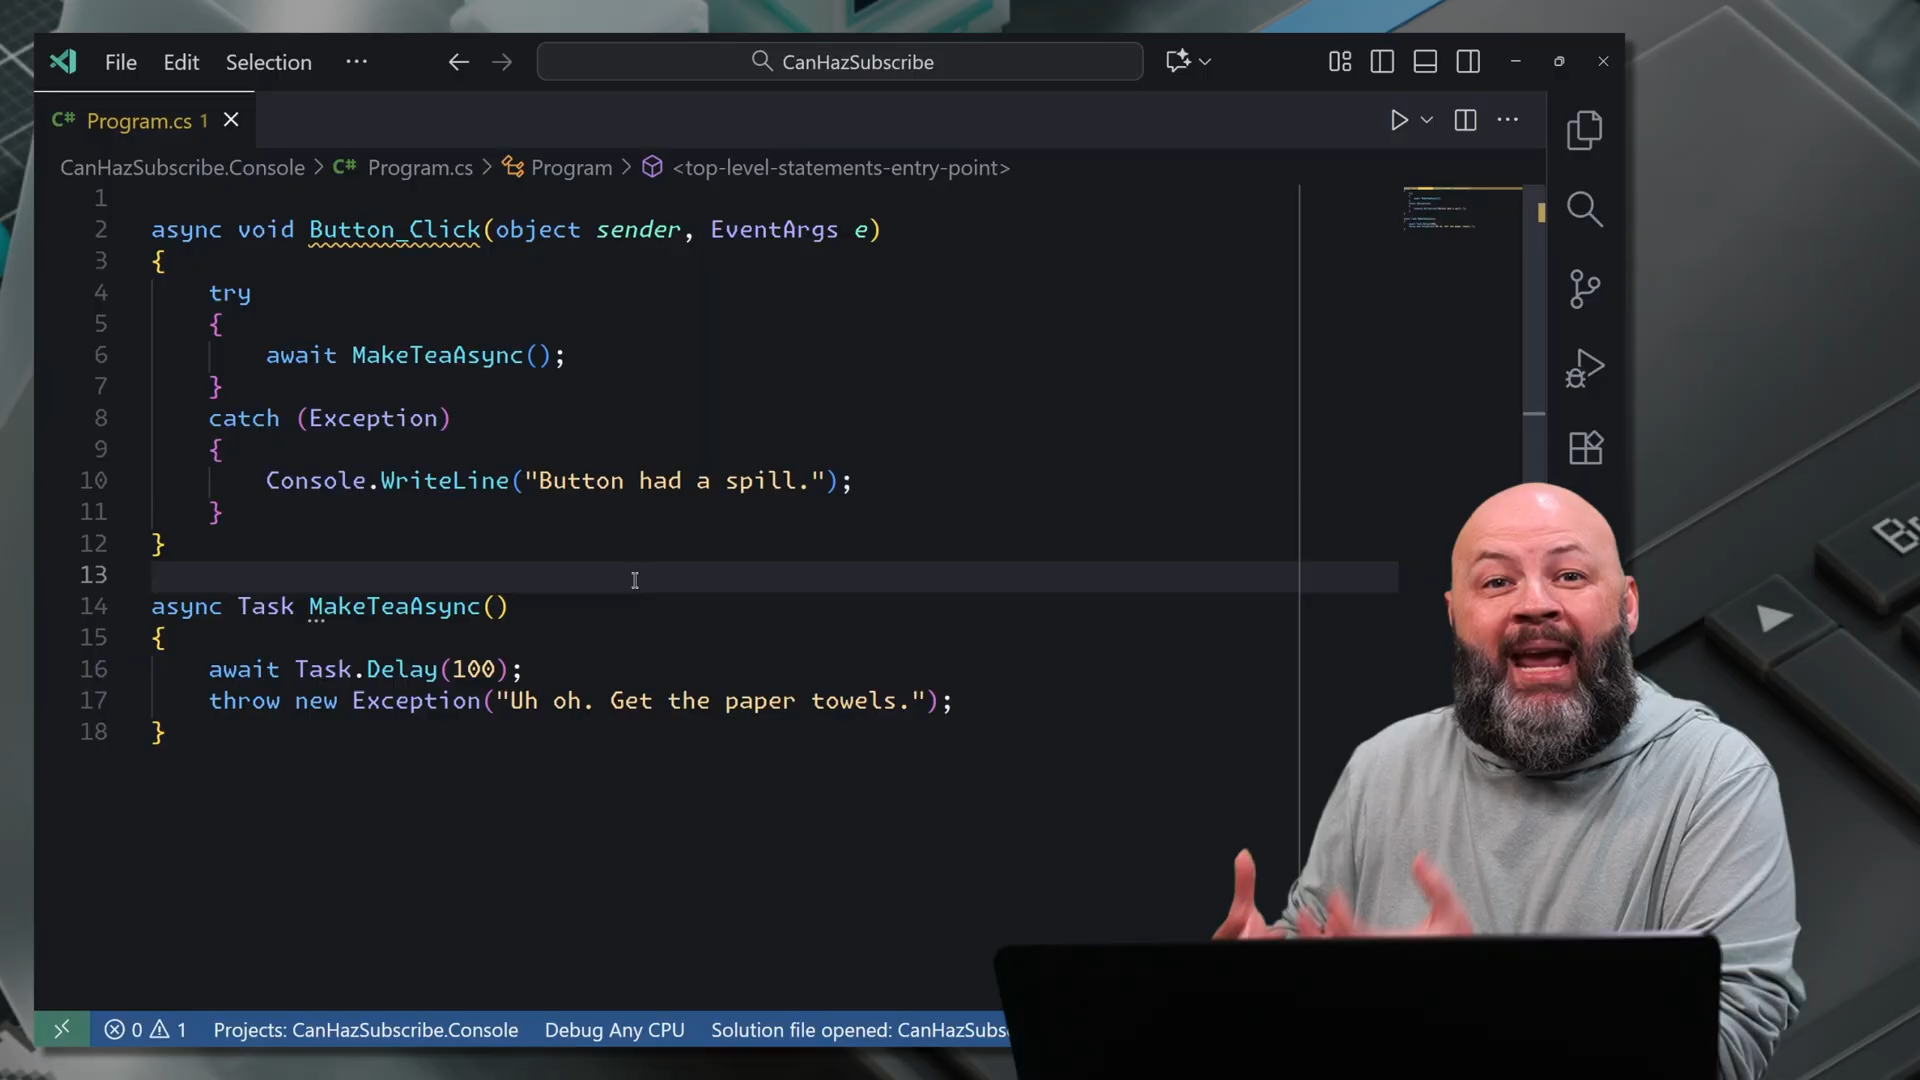 File Edit Selection ··· CanHazSubscribe
C# Program.cs 1
CanHazSubscribe.Console > C# Program.cs > Program > <top-level-statements-entry-point>
1
2 async void Button_Click(object sender, EventArgs e)
3 {
4 try
5 {
6 await MakeTeaAsync();
7 }
8 catch (Exception)
9 {
10 Console.WriteLine("Button had a spill.");
11 }
12 }
13
14 async Task MakeTeaAsync()
15 {
16 await Task.Delay(100);
17 throw new Exception("Uh oh. Get the paper towels.");
18 }
0 1 Projects: CanHazSubscribe.Console Debug Any CPU Solution file opened: CanHazSubs